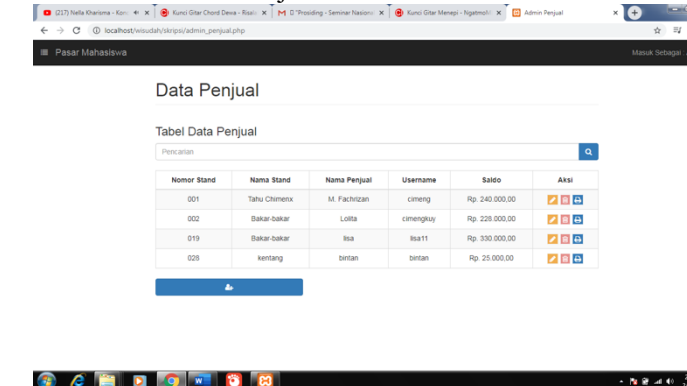 (217) Nella Kharisma - Kon
Kunci Gitar Chord Dewa - Risala
"Prosiding - Seminar Nasiona
Kunci Gitar Menepi - Ngatmoh
Admin Penjual
localhost/wisudah/skripsi/admin_penjual.php
Pasar Mahasiswa
Masuk Sebagai
Data Penjual
Tabel Data Penjual
Pencarian
Nomor Stand Nama Stand Nama Penjual Username Saldo Aksi
001 Tahu Chimenx M. Fachrizan cimeng Rp. 240.000,00
002 Bakar-bakar Lolita cimengkuy Rp. 228.000,00
019 Bakar-bakar lisa lisa11 Rp. 330.000,00
028 kentang bintan bintan Rp. 25.000,00